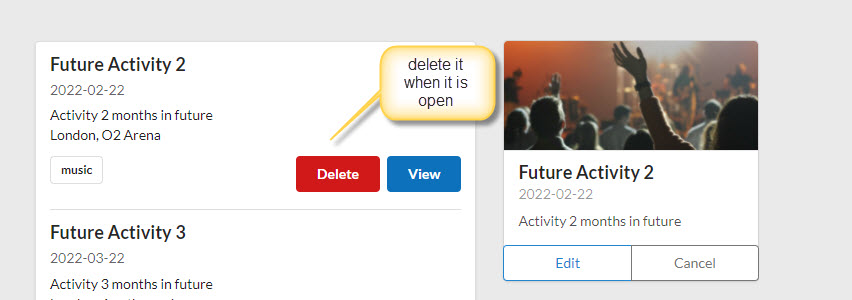 Future Activity 2
2022-02-22
Activity 2 months in future
London, O2 Arena
music
Delete
View
delete it
when it is
open
Future Activity 3
2022-03-22
Activity 3 months in future
Future Activity 2
2022-02-22
Activity 2 months in future
Edit
Cancel